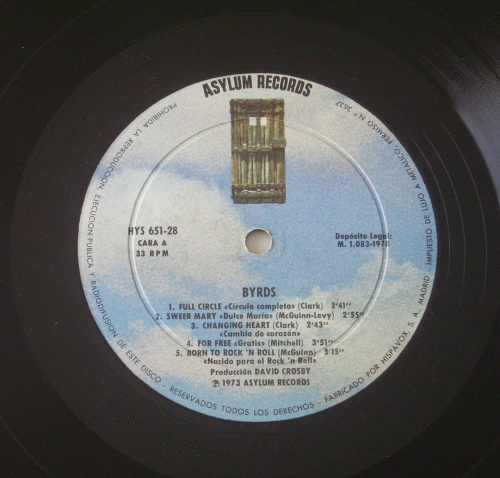 ASYLUM RECORDS
PROHIBIDA LA REPRODUCCION, EJECUCION PUBLICA Y RADIODIFUSION DE ESTE DISCO - RESERVADOS TODOS LOS DERECHOS - FABRICADO POR HISPAVOX, S. A., MADRID IMPUESTO DE LUJO A METALICO, PERMISO N.º 3637
HYS 651-28
CARA A
33 RPM
Depósito Legal:
M. 1.083-1978
BYRDS
1. FULL CIRCLE «Círculo completo» (Clark) 2'41"
2. SWEER MARY «Dulce María» (McGuinn-Levy) 2'55"
3. CHANGING HEART (Clark) 2'43"
«Cambia de corazón»
4. FOR FREE «Gratis» (Mitchell) 3'51"
5. BORN TO ROCK 'N ROLL (McGuinn) 3'15"
«Nacido para el Rock 'n Roll»
Producción DAVID CROSBY
℗ 1973 ASYLUM RECORDS